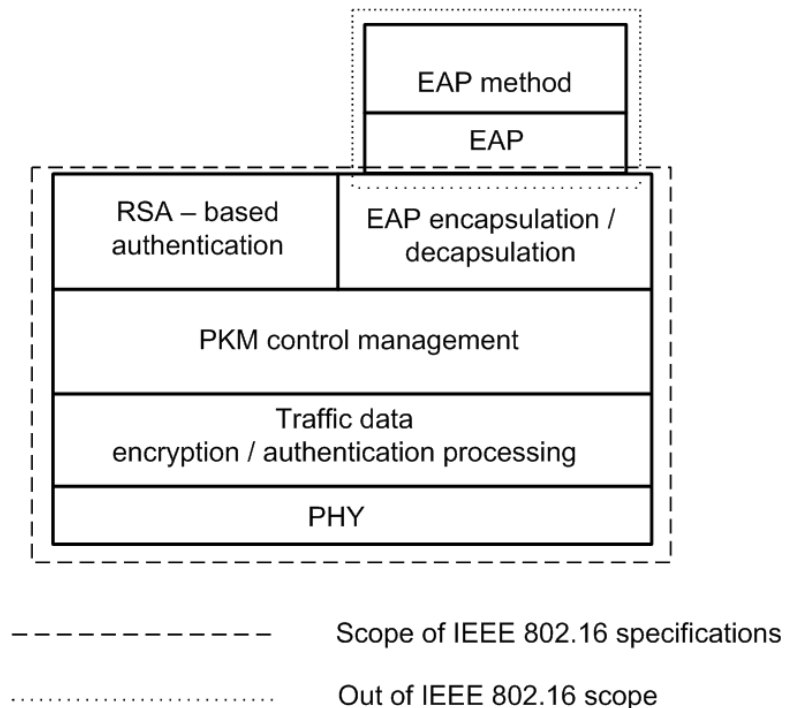 EAP method
EAP
RSA – based
authentication
EAP encapsulation /
decapsulation
PKM control management
Traffic data
encryption / authentication processing
PHY
Scope of IEEE 802.16 specifications
Out of IEEE 802.16 scope